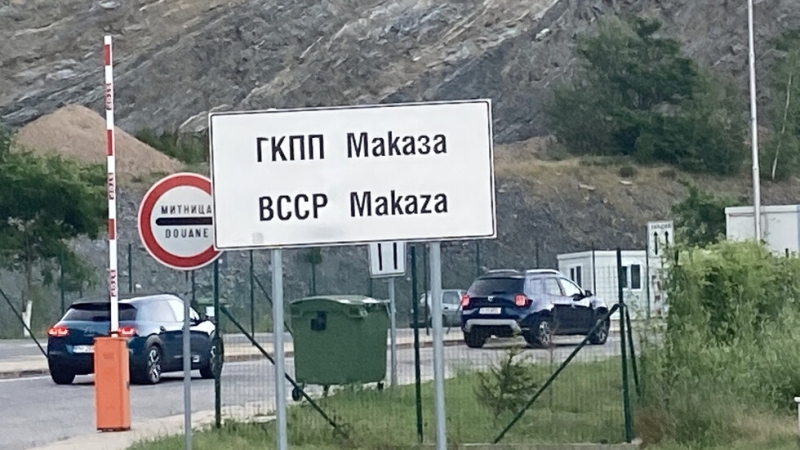 ГКПП Маказа
BCCP Makaza
МИТНИЦА
DOUANE